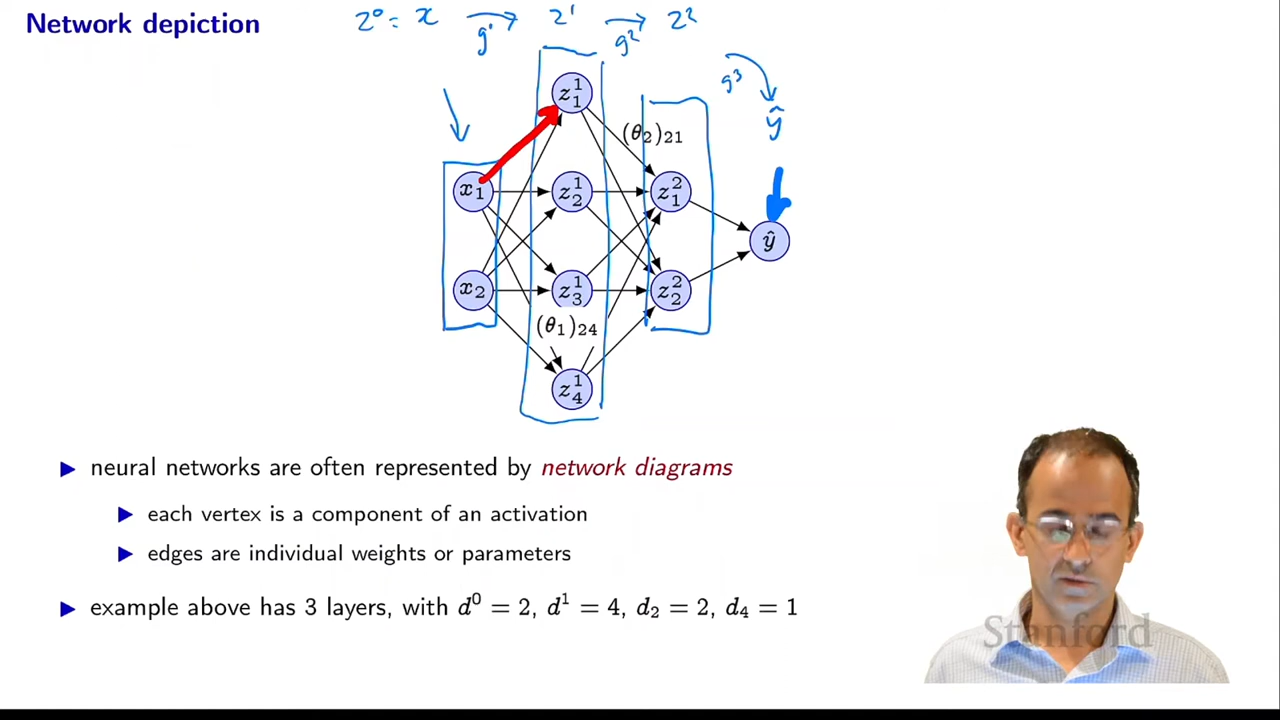 Network depiction
z⁰ = x → z¹ → z²
g¹ g² g³
ŷ
z₁¹
(θ₂)₂₁
x₁ z₂¹ z₁²
ŷ
x₂ z₃¹ z₂²
(θ₁)₂₄
z₄¹
▶ neural networks are often represented by network diagrams
▶ each vertex is a component of an activation
▶ edges are individual weights or parameters
▶ example above has 3 layers, with d⁰ = 2, d¹ = 4, d₂ = 2, d₄ = 1
Stanford